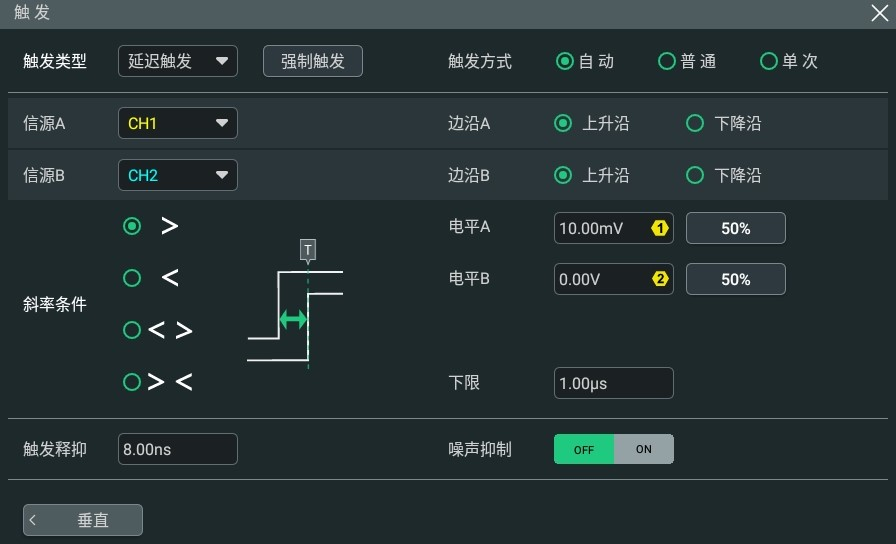 触 发
触发类型 延迟触发 强制触发 触发方式 自 动 普 通 单 次
信源A CH1 边沿A 上升沿 下降沿
信源B CH2 边沿B 上升沿 下降沿
> 电平A 10.00mV 1 50%
T
< 电平B 0.00V 2 50%
斜率条件
< >
> < 下限 1.00μs
触发释抑 8.00ns 噪声抑制 OFF ON
< 垂直